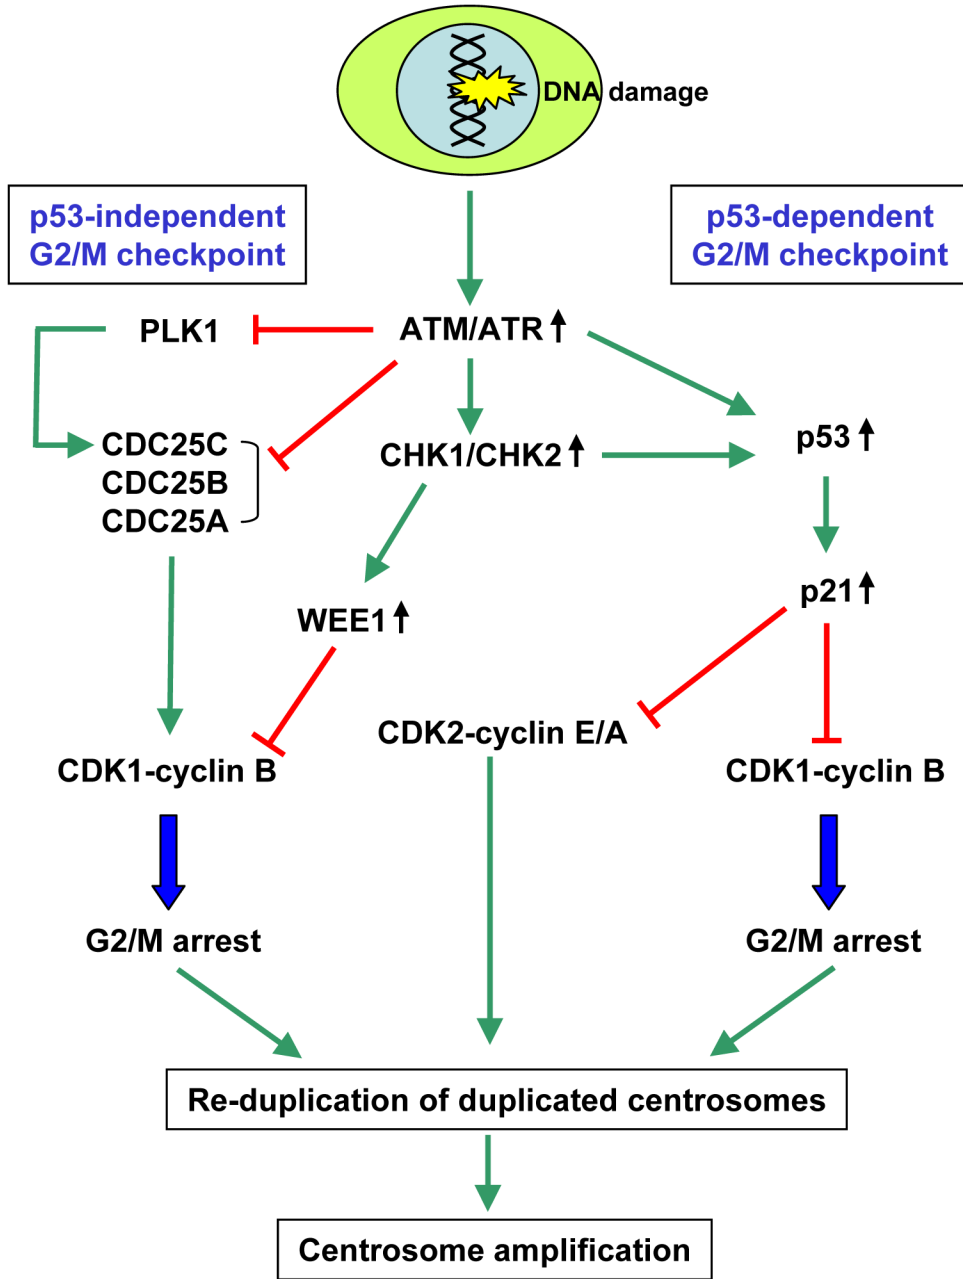 DNA damage
p53-independent
G2/M checkpoint
p53-dependent
G2/M checkpoint
PLK1
ATM/ATR
CDC25C
CDC25B
CDC25A
CHK1/CHK2
p53
WEE1
p21
CDK2-cyclin E/A
CDK1-cyclin B
CDK1-cyclin B
G2/M arrest
G2/M arrest
Re-duplication of duplicated centrosomes
Centrosome amplification